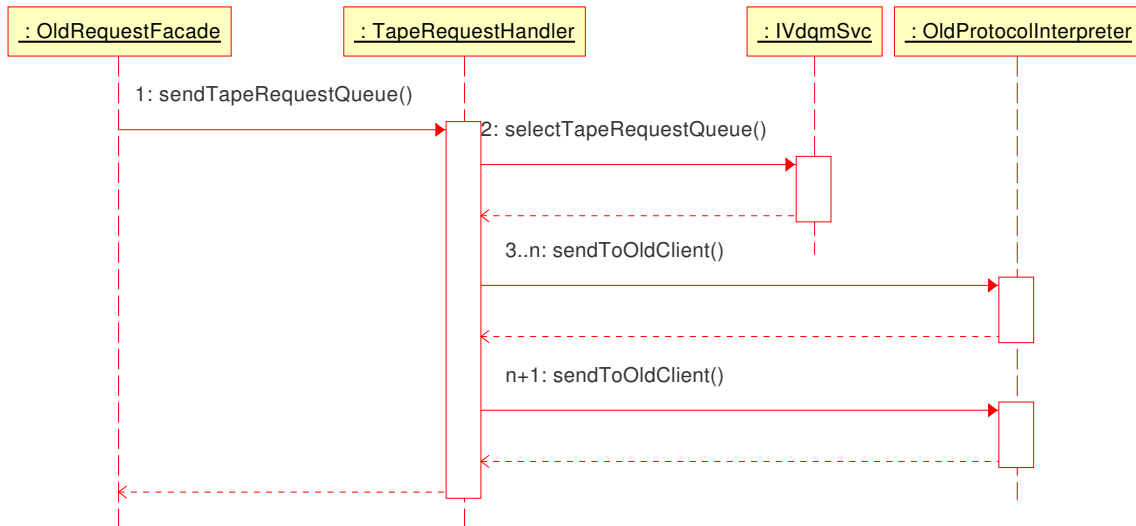 : OldRequestFacade
: TapeRequestHandler
: IVdqmSvc
: OldProtocolInterpreter
1: sendTapeRequestQueue()
2: selectTapeRequestQueue()
3..n: sendToOldClient()
n+1: sendToOldClient()